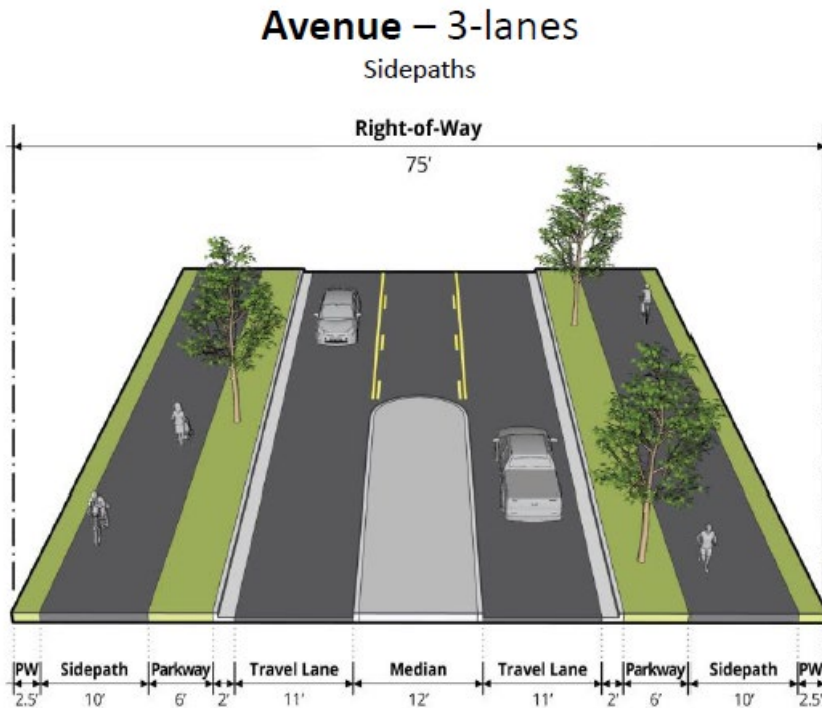 Avenue – 3-lanes
Sidepaths
Right-of-Way
75'
PW Sidepath Parkway Travel Lane Median Travel Lane Parkway Sidepath PW
2.5' 10' 6' 2' 11' 12' 11' 2' 6' 10' 2.5'